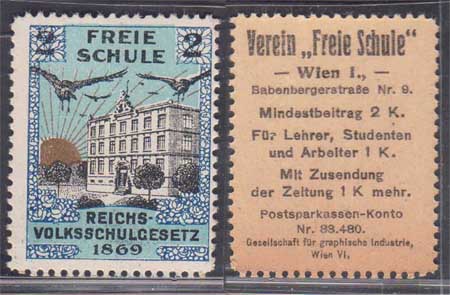 2 FREIE 2
SCHULE
REICHS-
VOLKSSCHULGESETZ
1869
Verein „Freie Schule“
— Wien I., —
Babenbergerstraße Nr. 9.
Mindestbeitrag 2 K.
Für Lehrer, Studenten
und Arbeiter 1 K.
Mit Zusendung
der Zeitung 1 K mehr.
Postsparkassen-Konto
Nr. 88.480.
Gesellschaft für graphische Industrie,
Wien VI.